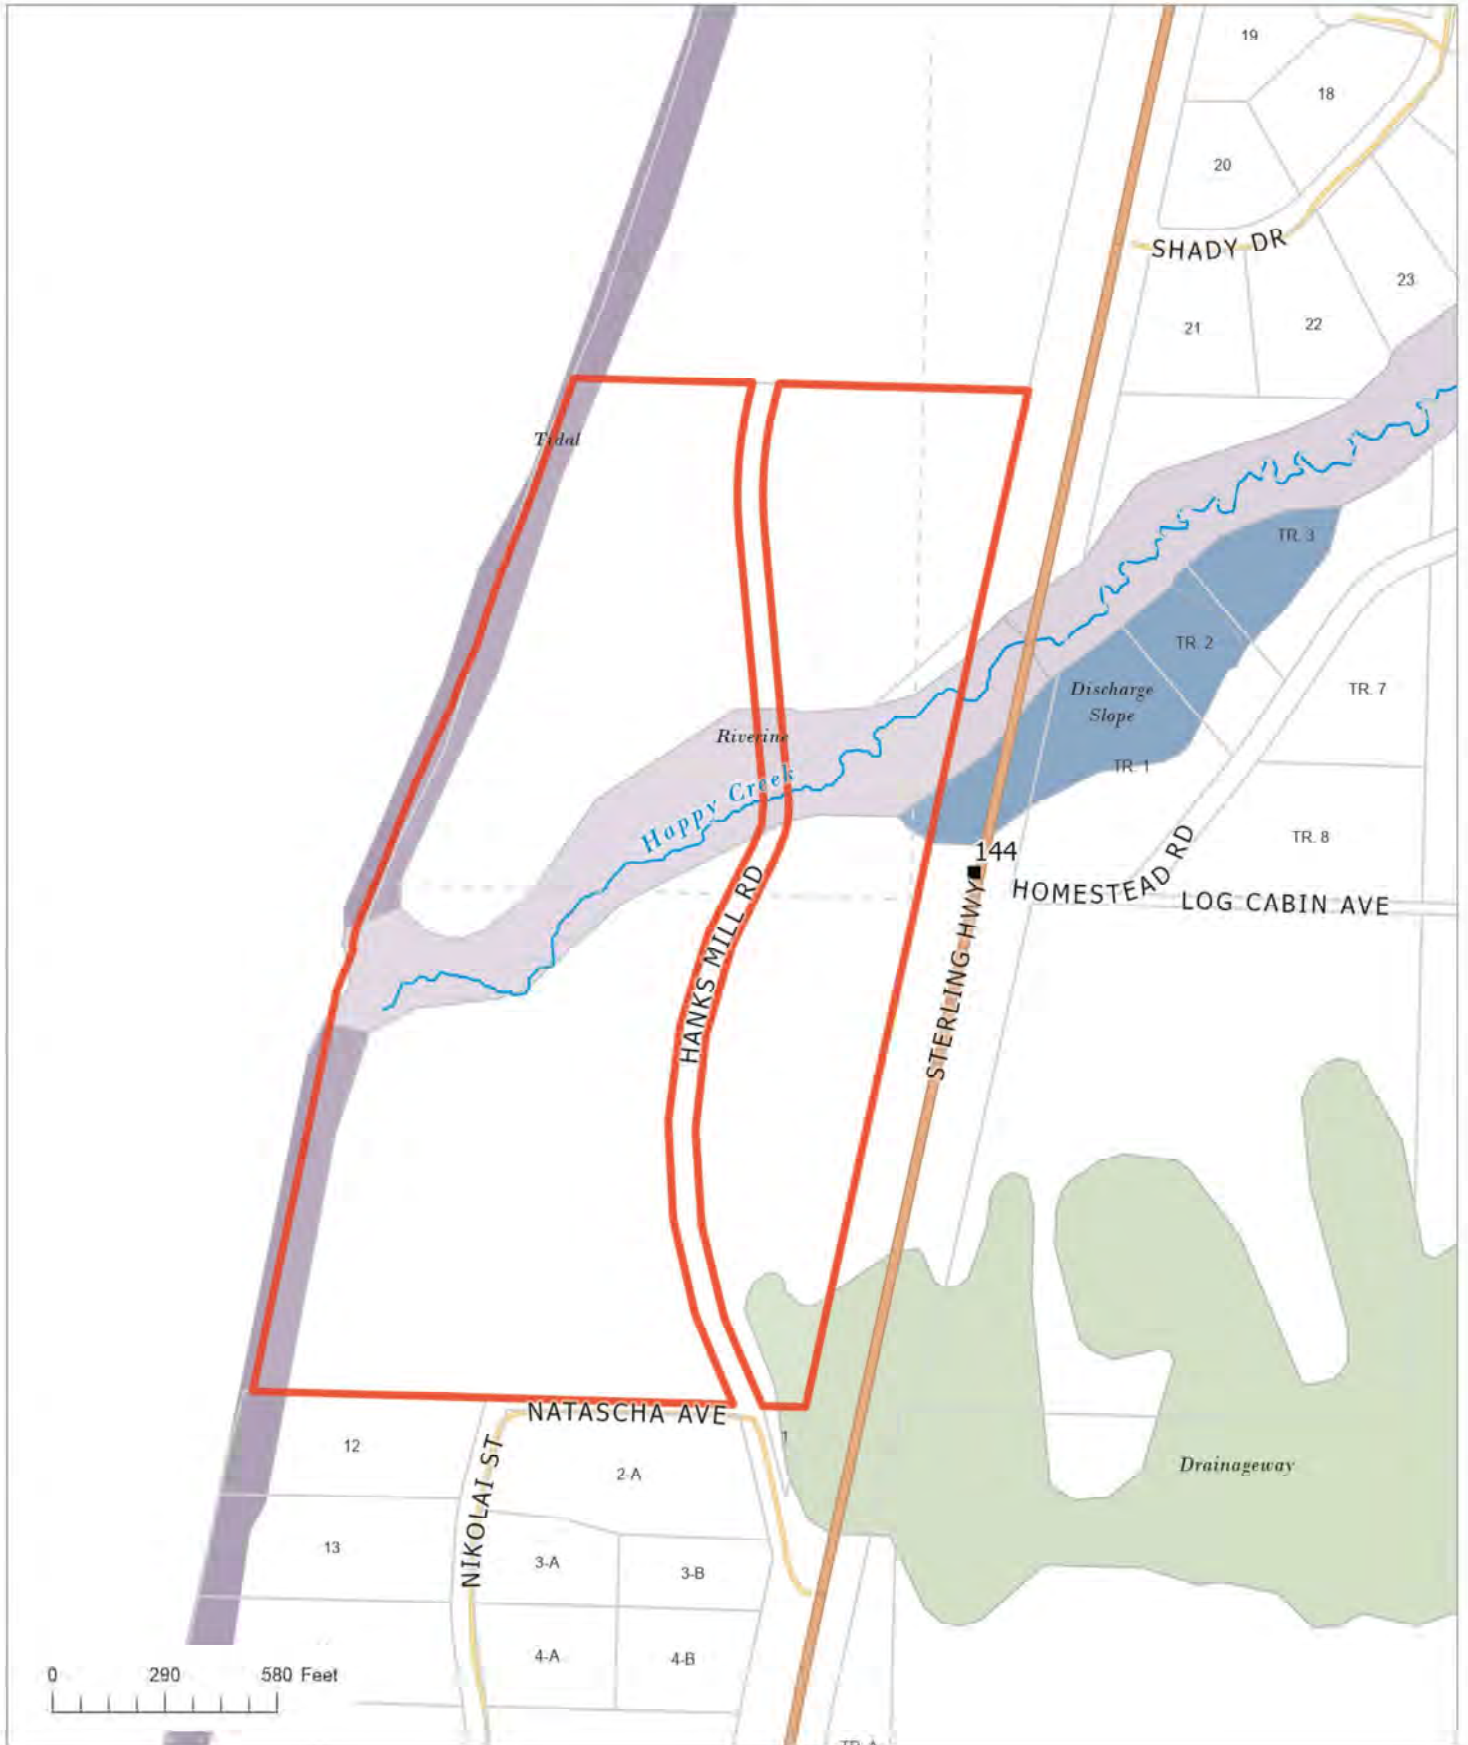 19
18
20
SHADY DR
23
21
22
Tidal
TR. 3
TR. 2
Discharge
Slope
TR. 7
Riverine
TR. 1
Happy Creek
TR. 8
144
HOMESTEAD RD
LOG CABIN AVE
HANKS MILL RD
STERLING HWY
NATASCHA AVE
12
1
2-A
Drainageway
NIKOLAI ST
13
3-A
3-B
4-A
4-B
0 290 580 Feet